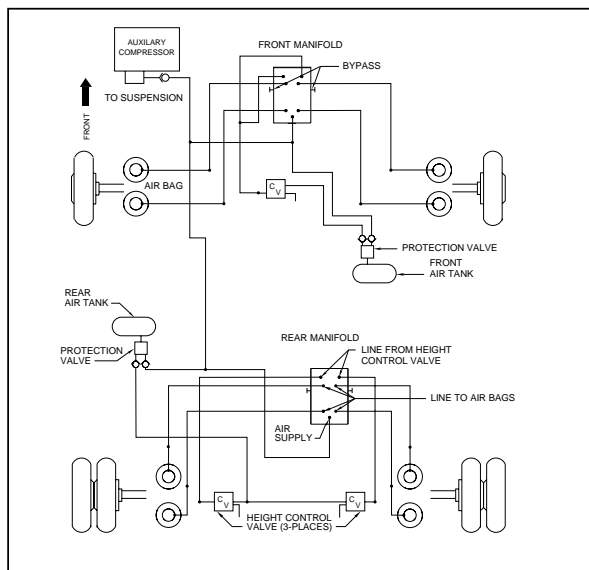 AUXILARY
COMPRESSOR
FRONT MANIFOLD
BYPASS
TO SUSPENSION
FRONT
AIR BAG
C
V
PROTECTION VALVE
FRONT
AIR TANK
REAR
AIR TANK
PROTECTION
VALVE
REAR MANIFOLD
LINE FROM HEIGHT
CONTROL VALVE
LINE TO AIR BAGS
AIR
SUPPLY
C
V
C
V
HEIGHT CONTROL
VALVE (3-PLACES)